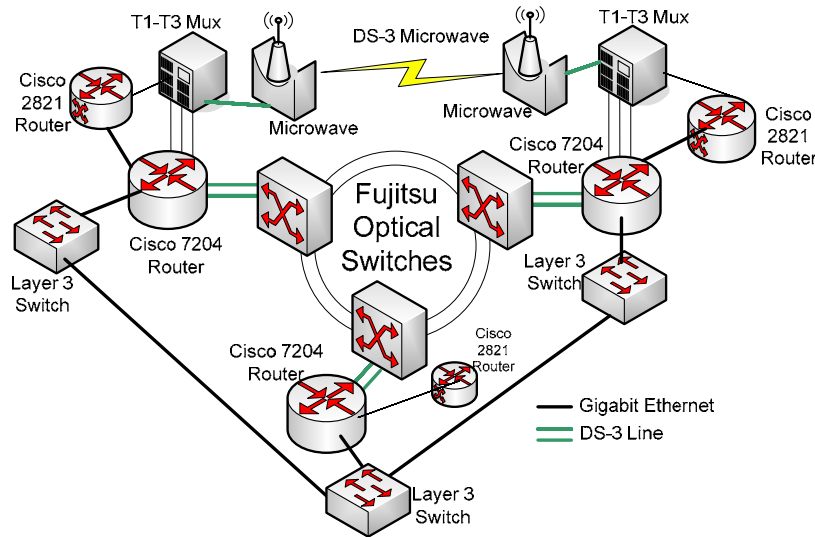 T1-T3 Mux
DS-3 Microwave
T1-T3 Mux
Cisco
2821
Router
Microwave
Microwave
Cisco
2821
Router
Cisco 7204
Router
Fujitsu
Optical
Switches
Cisco 7204
Router
Layer 3
Switch
Layer 3
Switch
Cisco 7204
Router
Cisco
2821
Router
Gigabit Ethernet
DS-3 Line
Layer 3
Switch